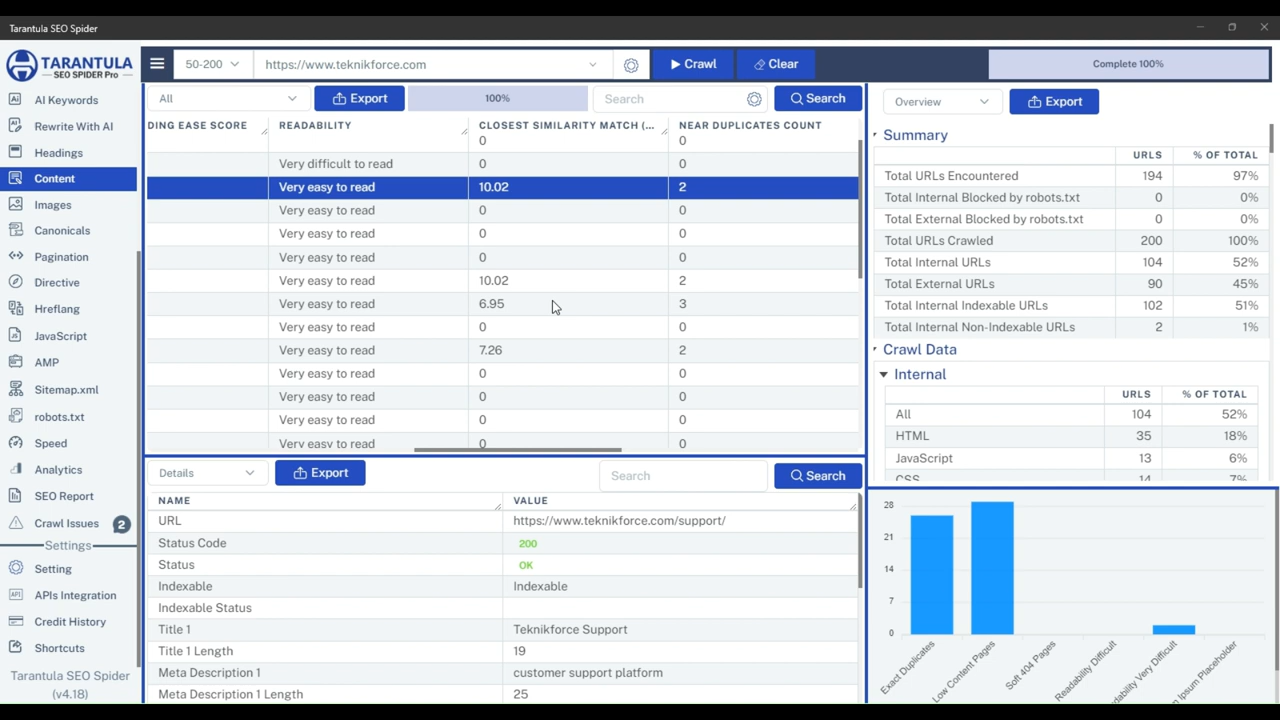 Tarantula SEO Spider
TARANTULA
SEO SPIDER Pro
50-200
https://www.teknikforce.com
Crawl
Clear
Complete 100%
AI Keywords
Rewrite With AI
Headings
Content
Images
Canonicals
Pagination
Directive
Hreflang
JavaScript
AMP
Sitemap.xml
robots.txt
Speed
Analytics
SEO Report
Crawl Issues 2
Settings
Setting
APIs Integration
Credit History
Shortcuts
Tarantula SEO Spider
(v4.18)
All
Export
100%
Search
Search
DING EASE SCORE READABILITY CLOSEST SIMILARITY MATCH (... NEAR DUPLICATES COUNT
0 0
Very difficult to read 0 0
Very easy to read 10.02 2
Very easy to read 0 0
Very easy to read 0 0
Very easy to read 0 0
Very easy to read 10.02 2
Very easy to read 6.95 3
Very easy to read 0 0
Very easy to read 7.26 2
Very easy to read 0 0
Very easy to read 0 0
Very easy to read 0 0
Very easy to read 0 0
Details
Export
Search
Search
NAME VALUE
URL https://www.teknikforce.com/support/
Status Code 200
Status OK
Indexable Indexable
Indexable Status
Title 1 Teknikforce Support
Title 1 Length 19
Meta Description 1 customer support platform
Meta Description 1 Length 25
Overview
Export
Summary
URLS % OF TOTAL
Total URLs Encountered 194 97%
Total Internal Blocked by robots.txt 0 0%
Total External Blocked by robots.txt 0 0%
Total URLs Crawled 200 100%
Total Internal URLs 104 52%
Total External URLs 90 45%
Total Internal Indexable URLs 102 51%
Total Internal Non-Indexable URLs 2 1%
Crawl Data
Internal
URLS % OF TOTAL
All 104 52%
HTML 35 18%
JavaScript 13 6%
CSS 14 7%
28
21
14
7
0
Exact Duplicates
Low Content Pages
Soft 404 Pages
Readability Difficult
dability Very Difficult
m Ipsum Placeholder